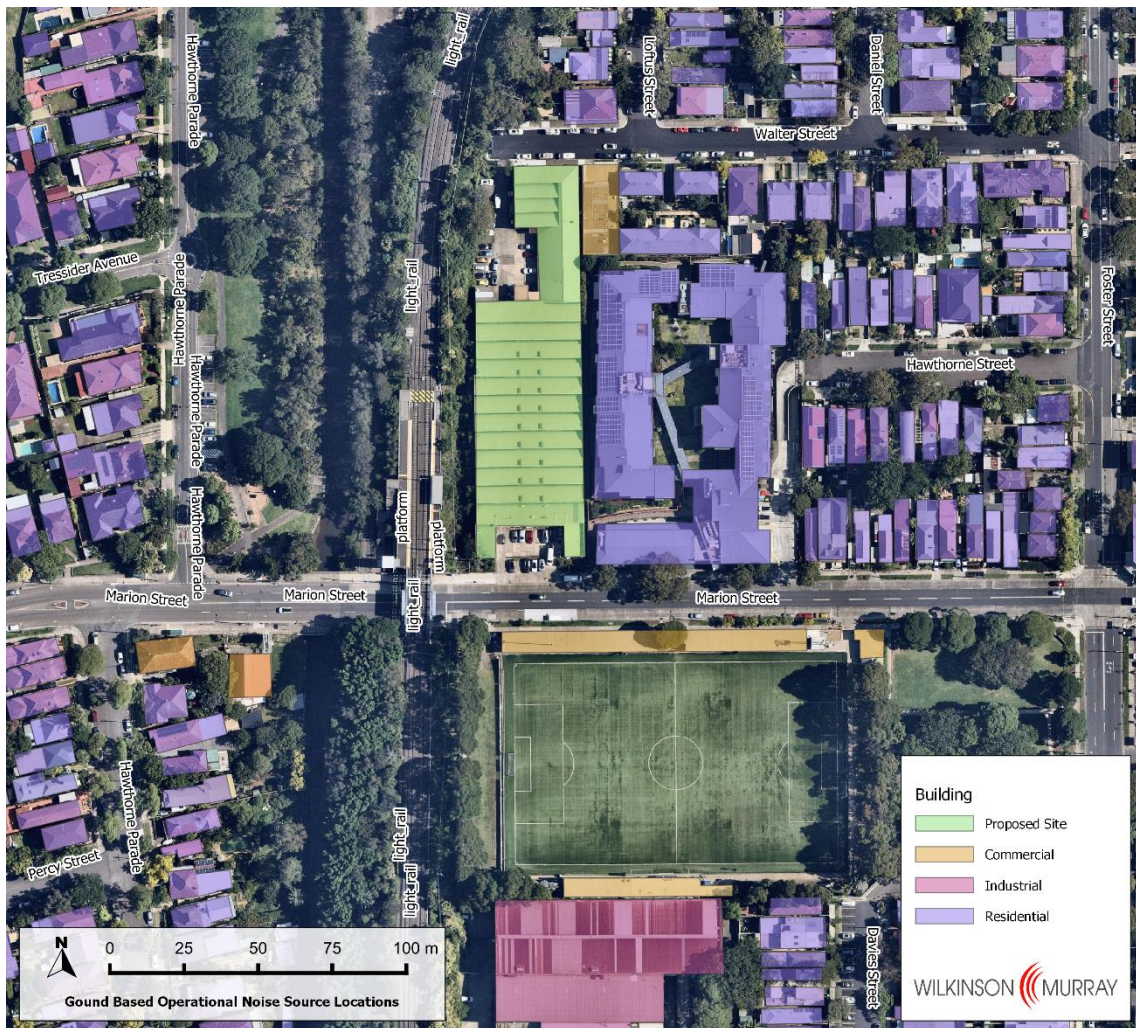 Hawthorne Parade
light_rail
Loftus Street
Daniel Street
Walter Street
Tressider Avenue
Hawthorne Parade
light_rail
Foster Street
Hawthorne Street
Hawthorne Parade
Hawthorne Parade
platform
platform
Marion Street
Marion Street
light_rail
Marion Street
Hawthorne Parade
Percy Street
light_rail
light_rail
Davies Street
Building
Proposed Site
Commercial
Industrial
Residential
WILKINSON MURRAY
N
0 25 50 75 100 m
Gound Based Operational Noise Source Locations